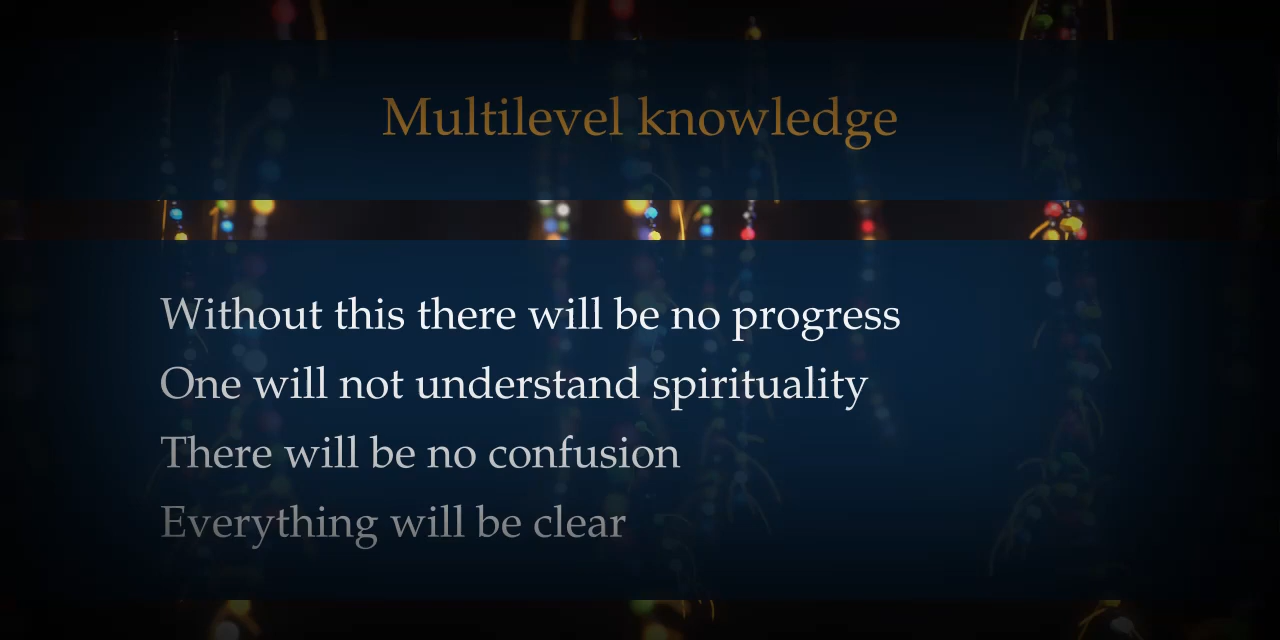 Multilevel knowledge
Without this there will be no progress
One will not understand spirituality
There will be no confusion
Everything will be clear